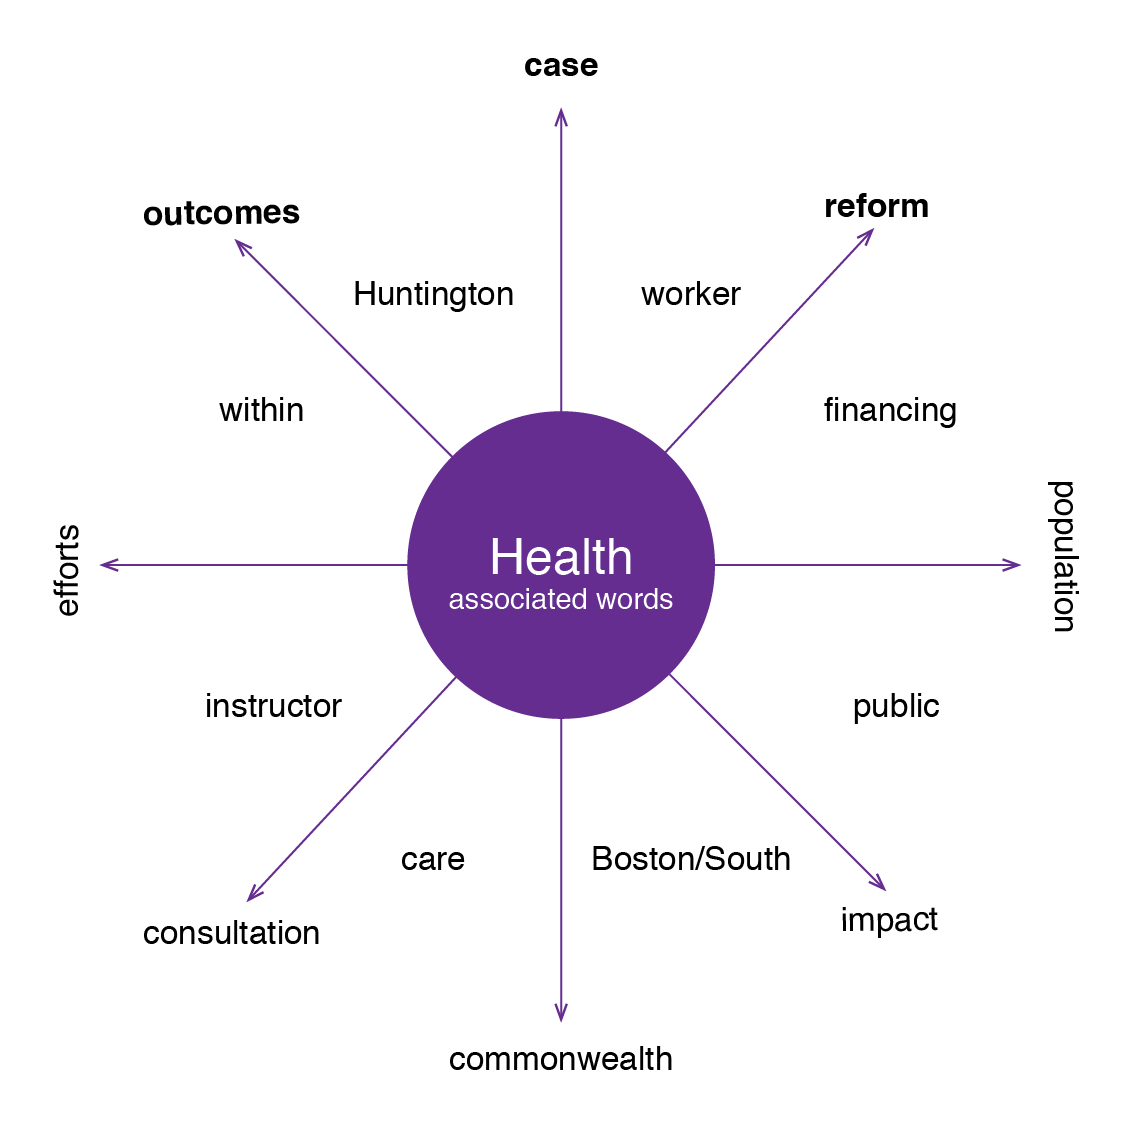 case
outcomes
reform
Huntington
worker
within
financing
efforts
population
Health
associated words
instructor
public
care
Boston/South
consultation
impact
commonwealth